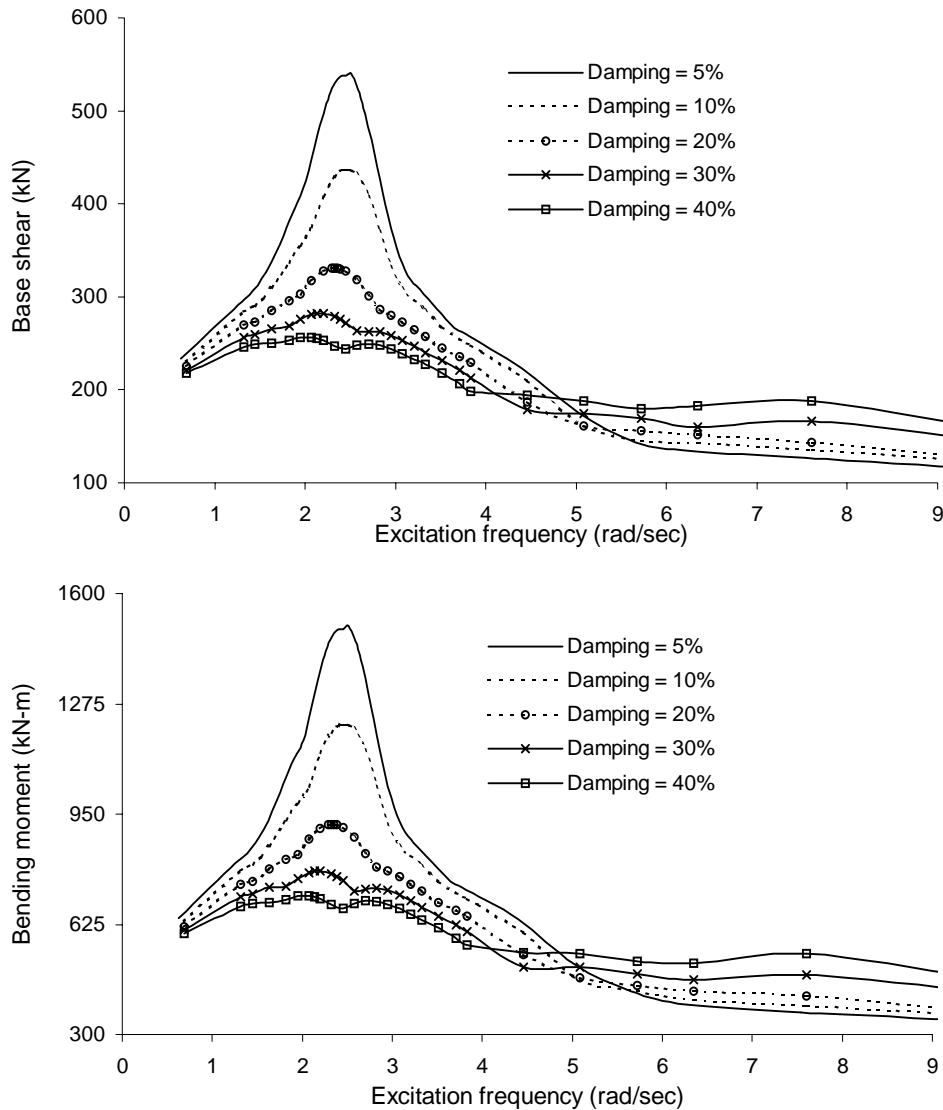 600
500
400
300
200
100
Base shear (kN)
Damping = 5%
Damping = 10%
Damping = 20%
Damping = 30%
Damping = 40%
0 1 2 3 4 5 6 7 8 9
Excitation frequency (rad/sec)
1600
1275
950
625
300
Bending moment (kN-m)
Damping = 5%
Damping = 10%
Damping = 20%
Damping = 30%
Damping = 40%
0 1 2 3 4 5 6 7 8 9
Excitation frequency (rad/sec)